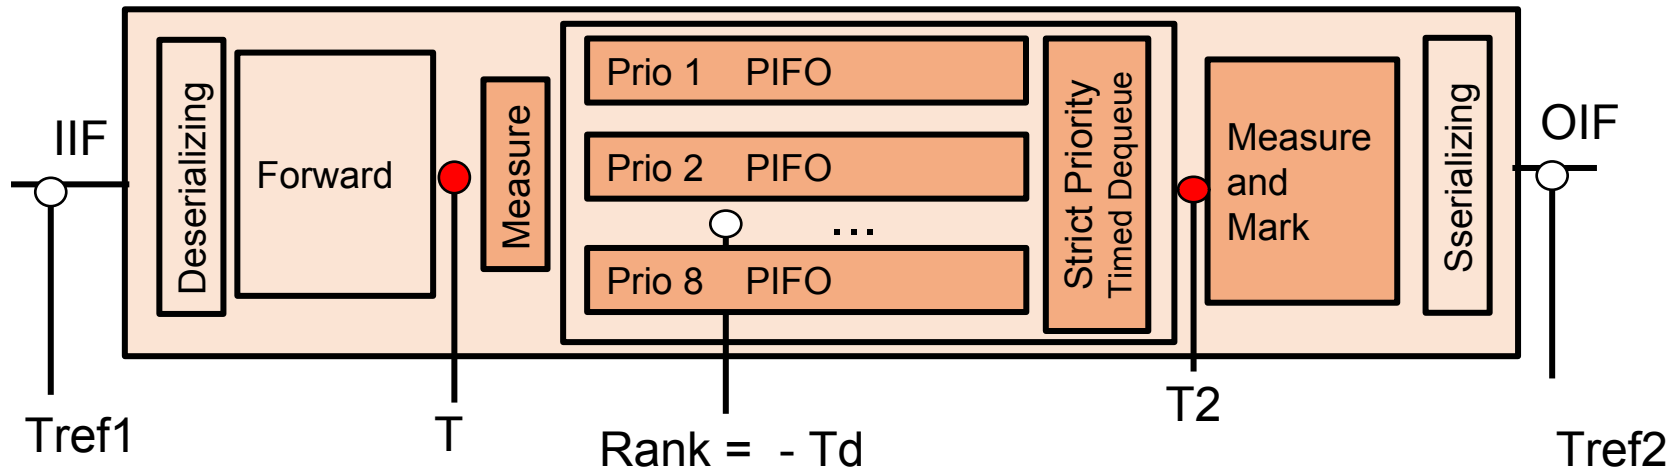 IIF
Deserializing
Forward
Measure
Prio 1 PIFO
Prio 2 PIFO
...
Prio 8 PIFO
Strict Priority
Timed Dequeue
Measure
and
Mark
Sserializing
OIF
Tref1
T
Rank = - Td
T2
Tref2